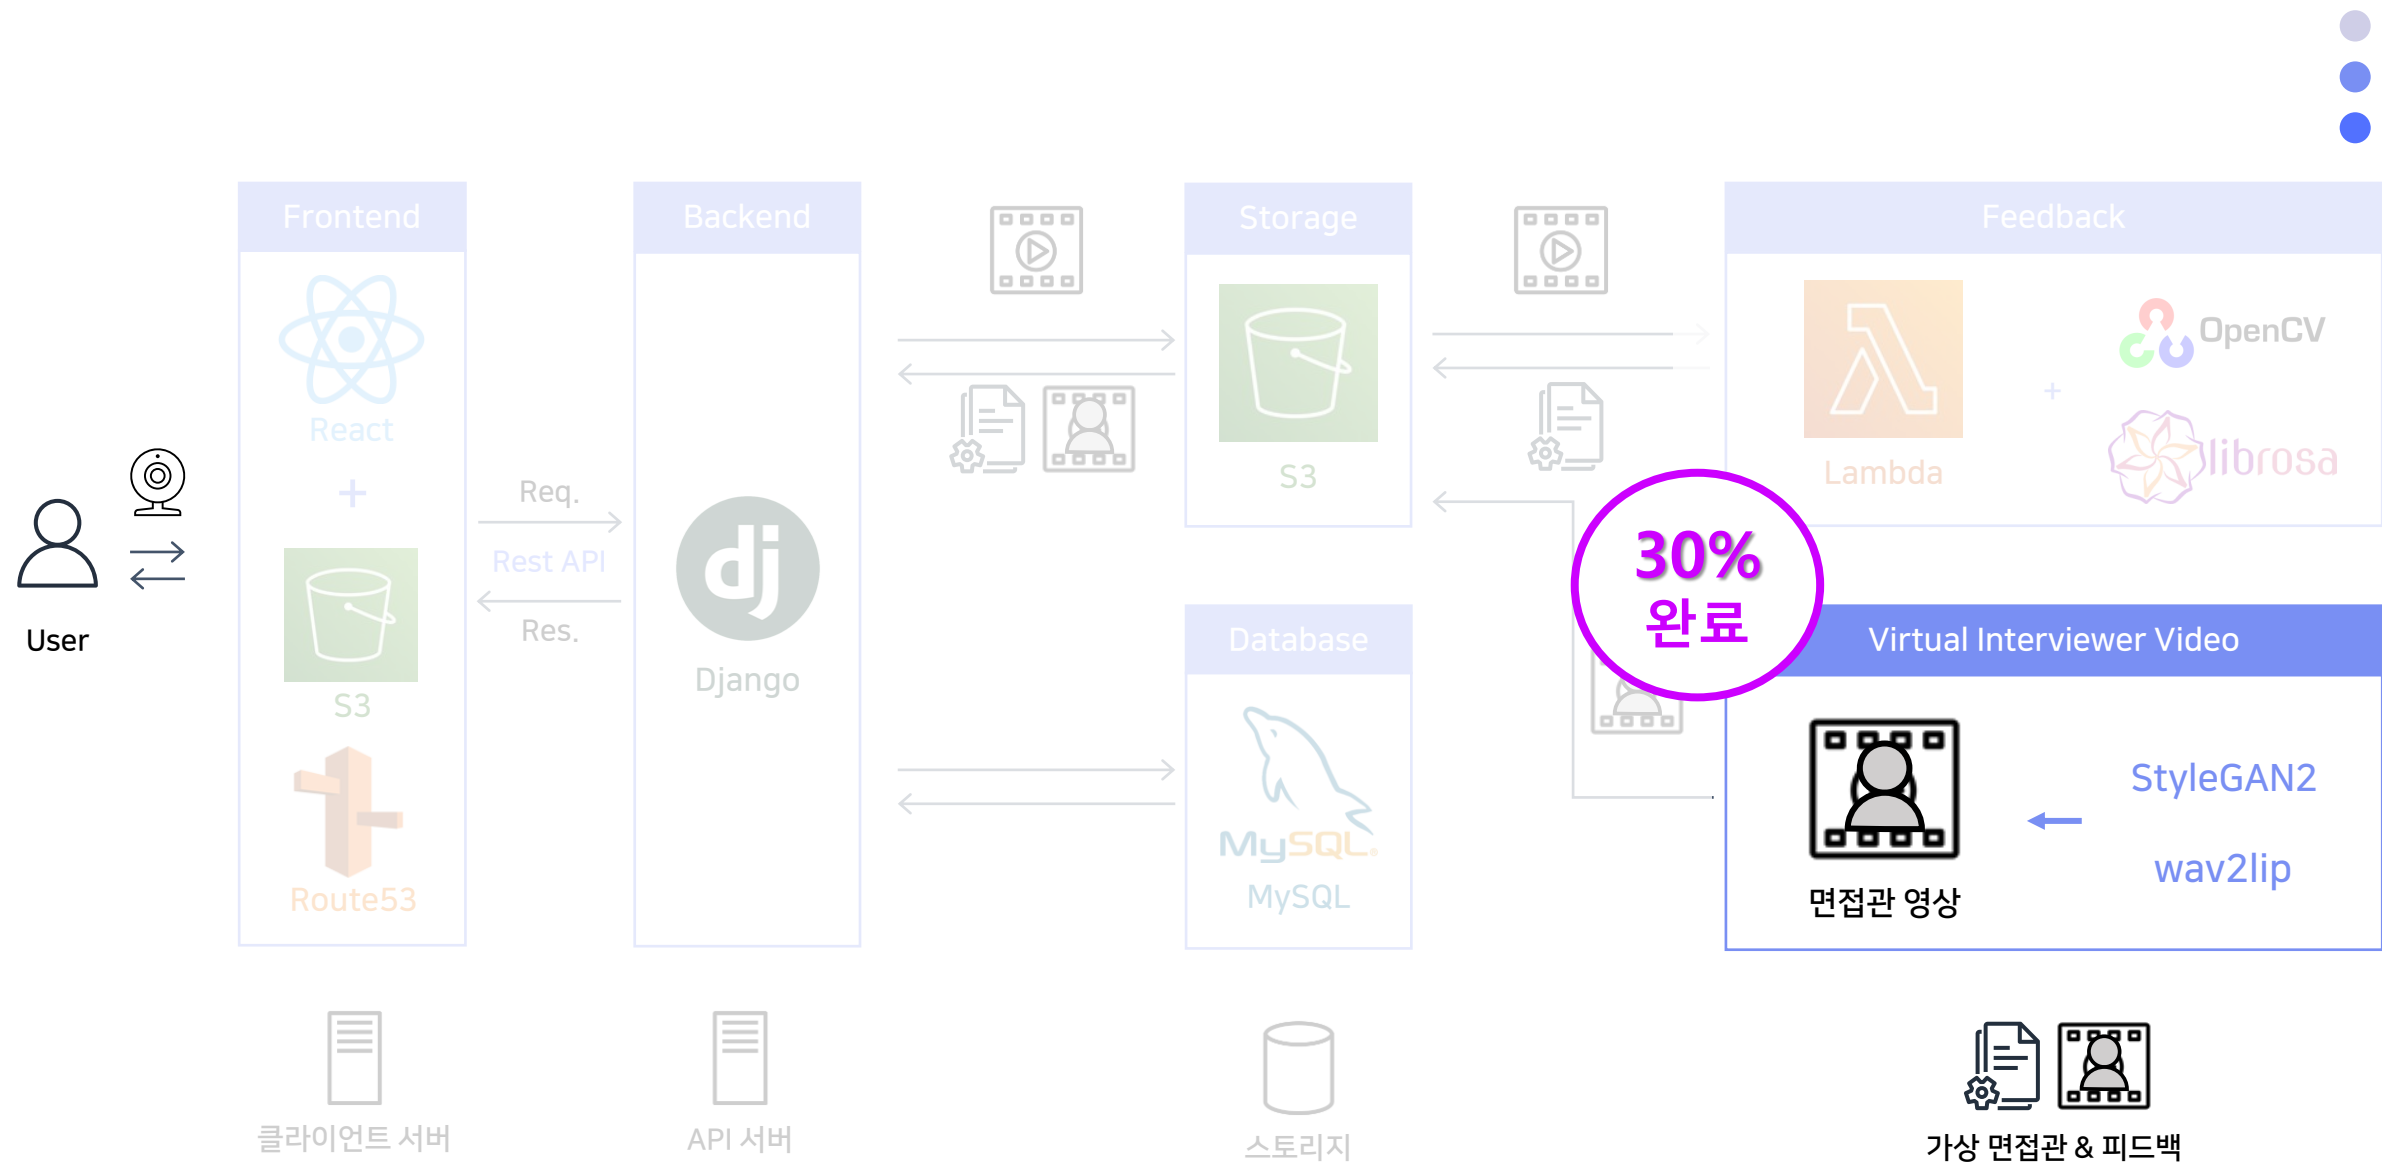 Frontend
React
+
S3
Route53
User
Req.
Rest API
Res.
Backend
dj
Django
Storage
S3
Database
MySQL
MySQL
Feedback
Lambda
+
OpenCV
librosa
30%
완료
Virtual Interviewer Video
면접관 영상
StyleGAN2
wav2lip
클라이언트 서버
API 서버
스토리지
가상 면접관 & 피드백